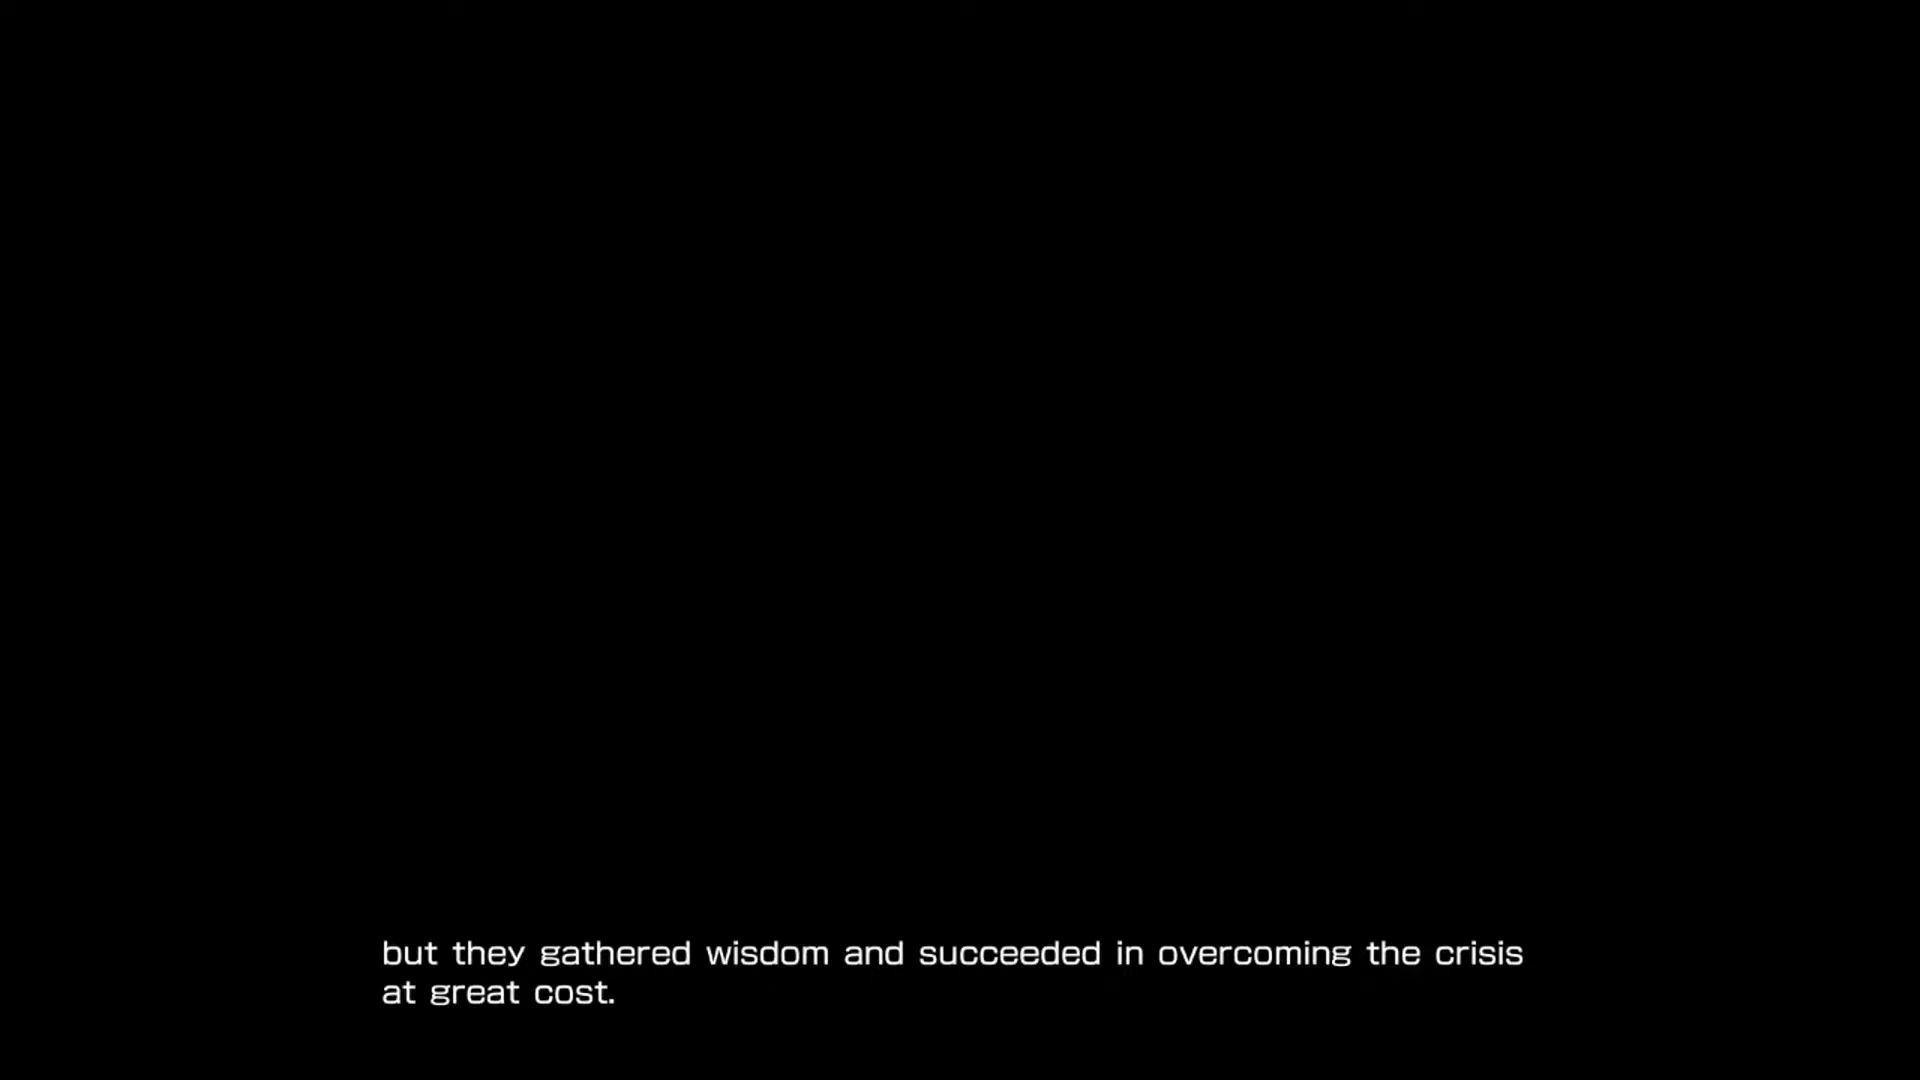 but they gathered wisdom and succeeded in overcoming the crisis
at great cost.